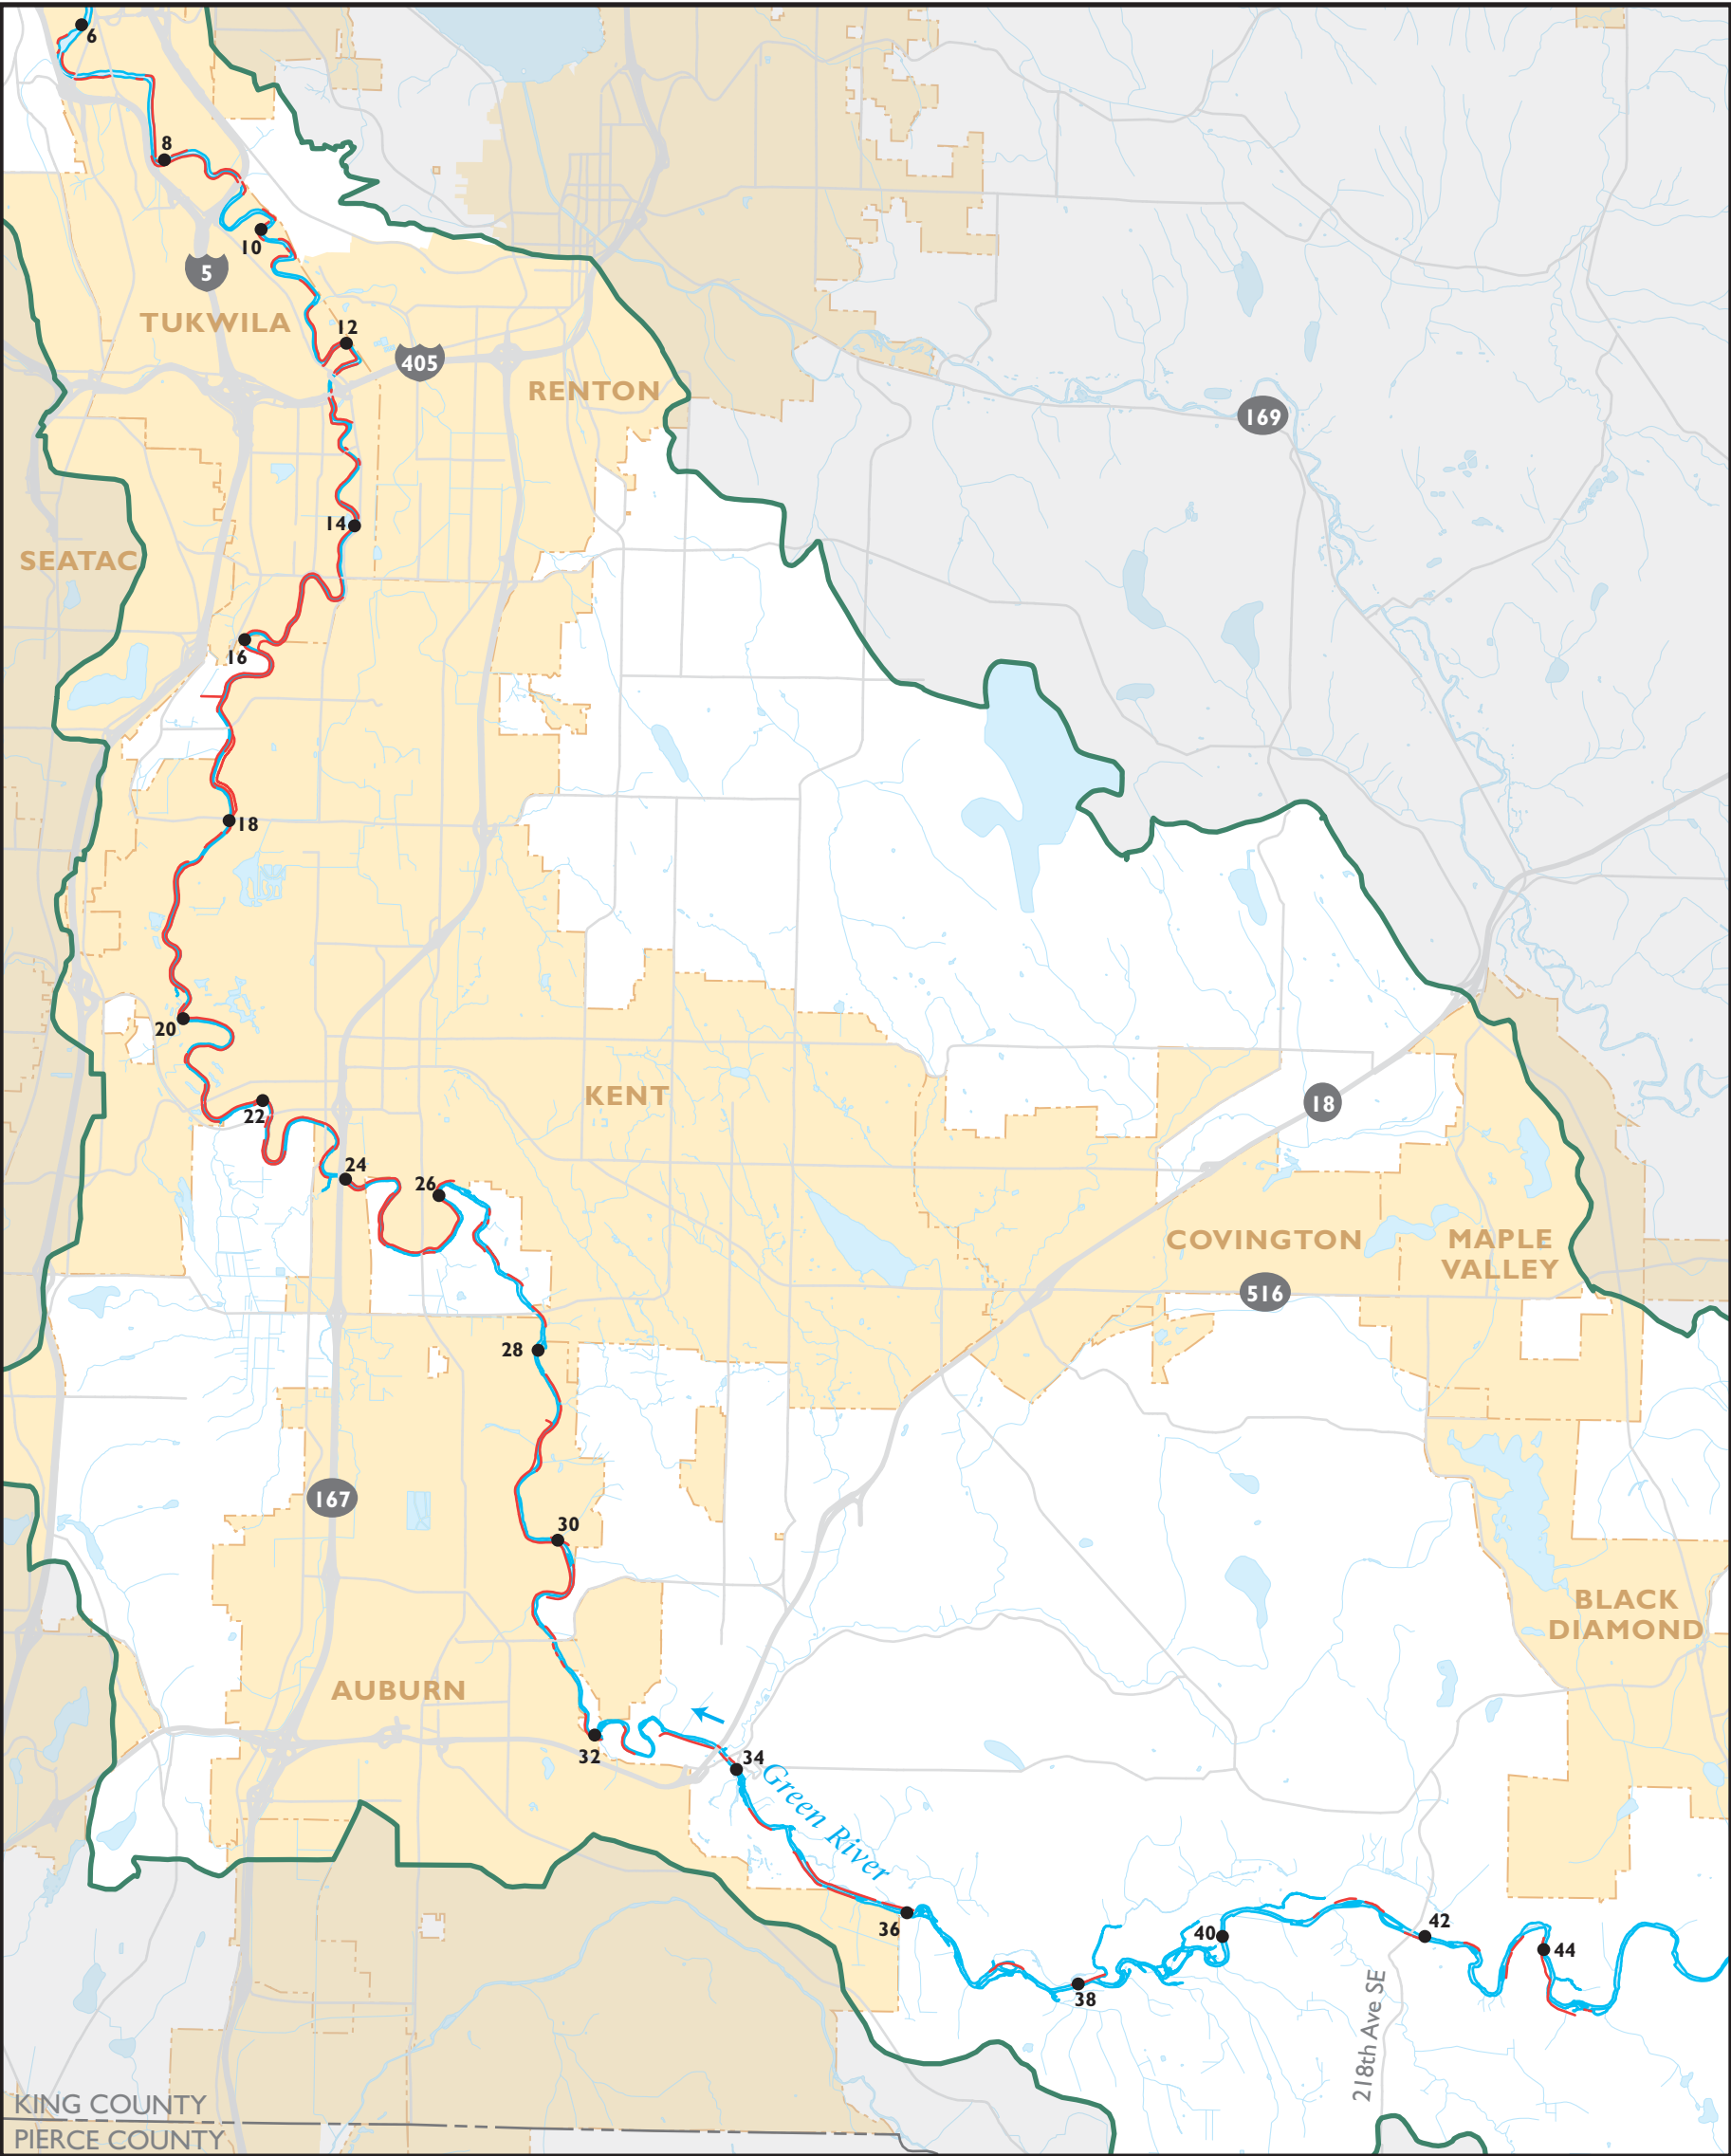 6
8
10
5
TUKWILA
12
405
RENTON
169
14
SEATAC
16
18
20
KENT
18
22
24
26
COVINGTON
MAPLE
VALLEY
516
28
167
30
BLACK
DIAMOND
AUBURN
32
34
Green River
36
40
42
44
38
218th Ave SE
KING COUNTY
PIERCE COUNTY